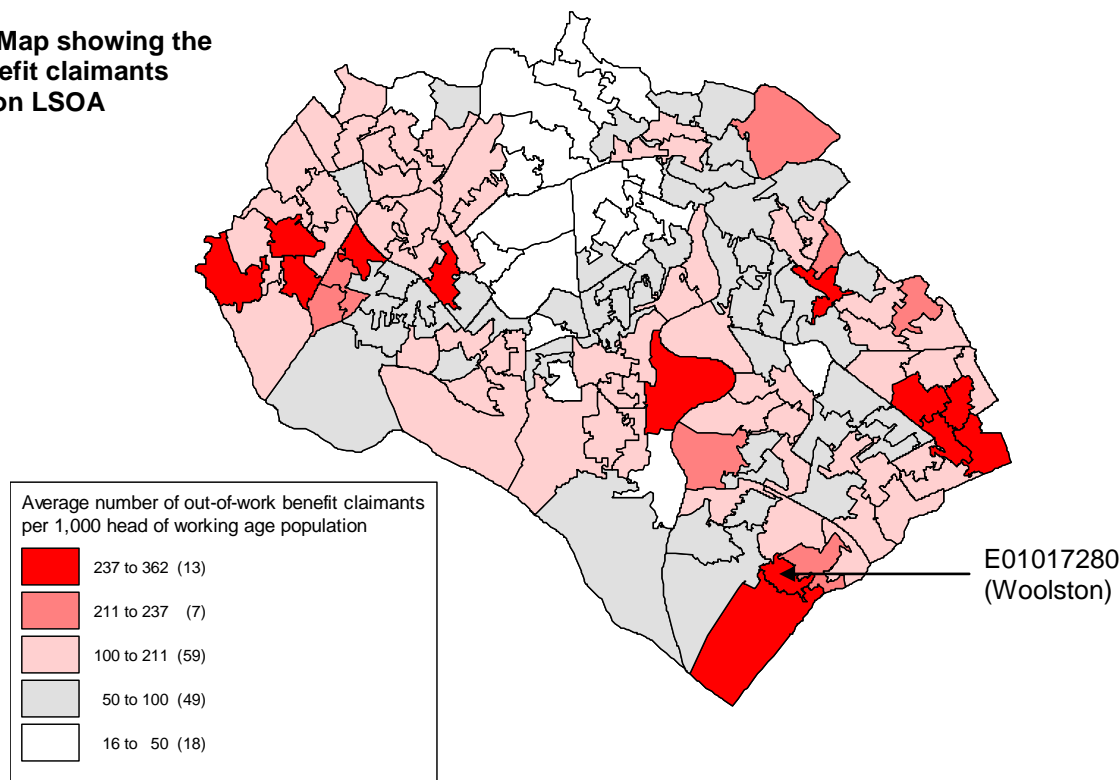 Map showing the
efit claimants
on LSOA
Average number of out-of-work benefit claimants
per 1,000 head of working age population
237 to 362 (13)
211 to 237 (7)
100 to 211 (59)
50 to 100 (49)
16 to 50 (18)
E01017280
(Woolston)